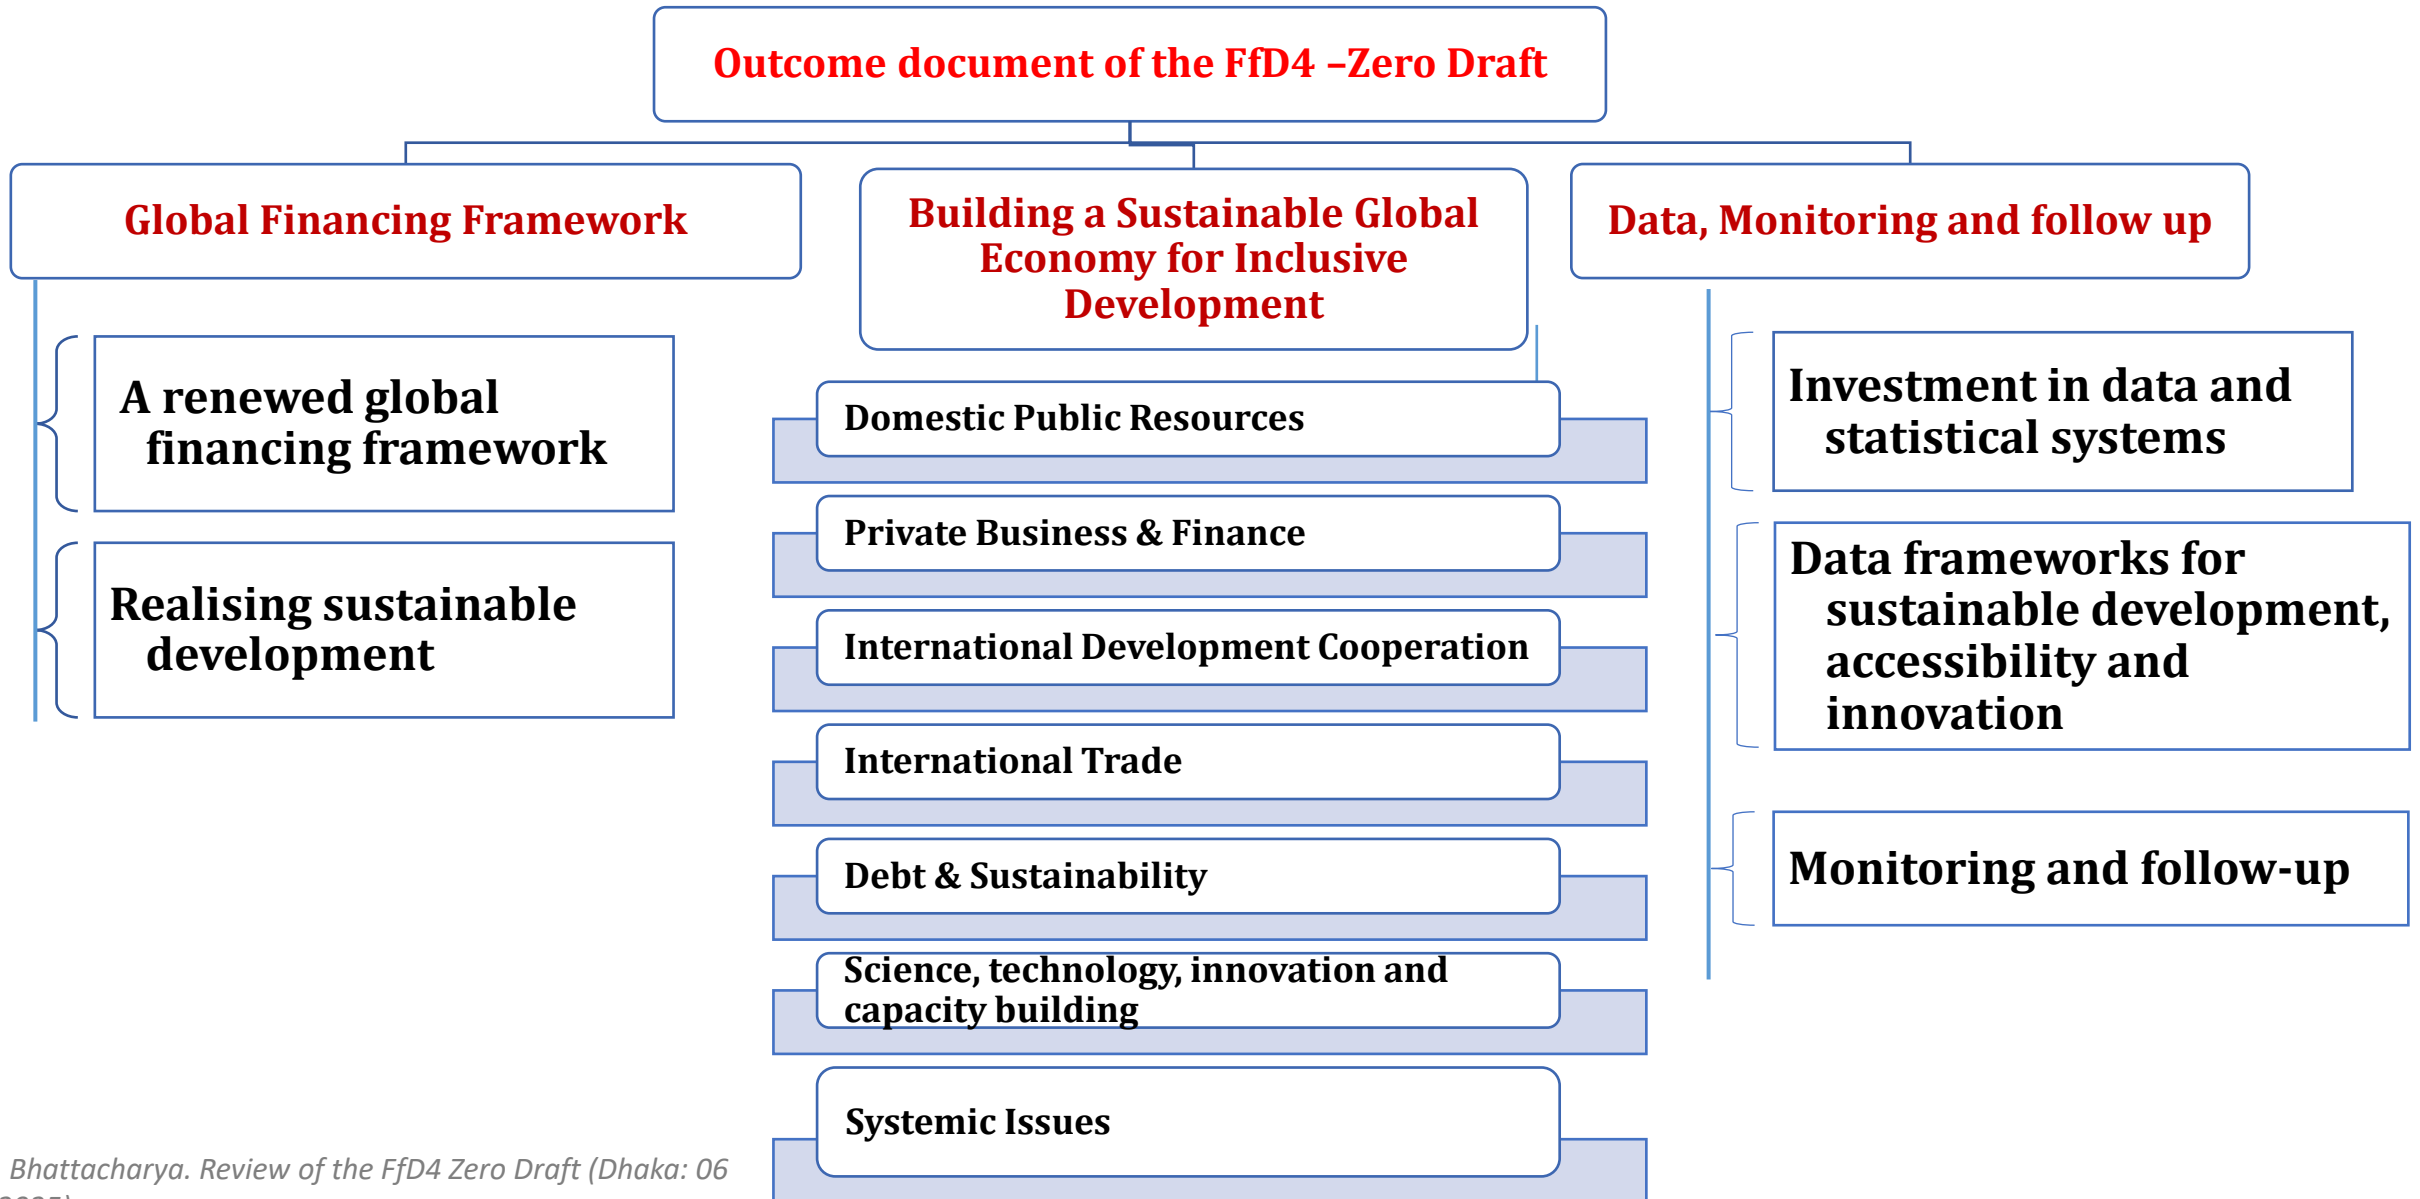 Outcome document of the FfD4 –Zero Draft
Global Financing Framework
A renewed global
financing framework
Realising sustainable
development
Building a Sustainable Global
Economy for Inclusive
Development
Domestic Public Resources
Private Business & Finance
International Development Cooperation
International Trade
Debt & Sustainability
Science, technology, innovation and
capacity building
Systemic Issues
Data, Monitoring and follow up
Investment in data and
statistical systems
Data frameworks for
sustainable development,
accessibility and
innovation
Monitoring and follow-up
Bhattacharya. Review of the FfD4 Zero Draft (Dhaka: 06